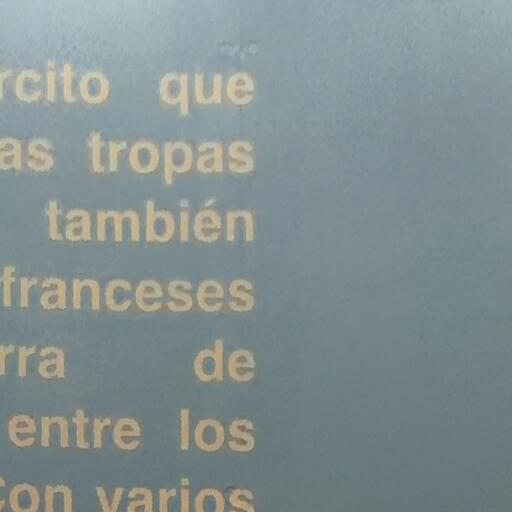 rcito que
as tropas
también
franceses
rra de
entre los
Con varios